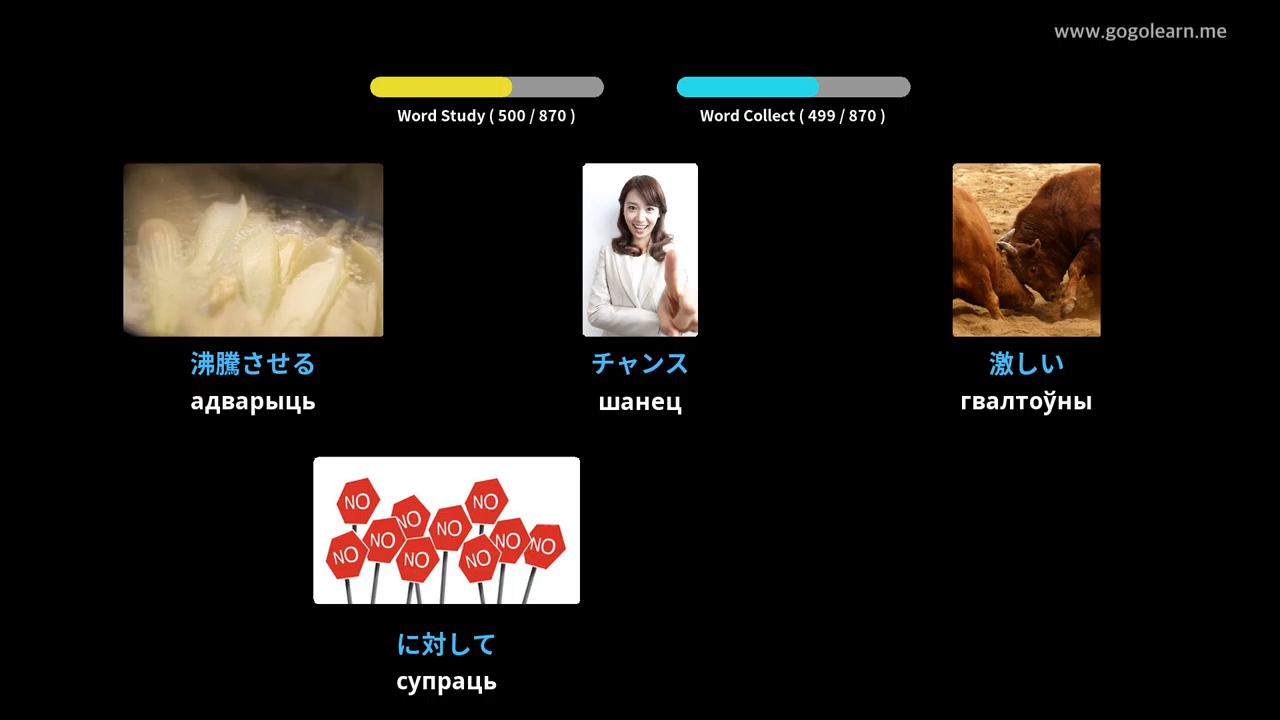 www.gogolearn.me
Word Study ( 500 / 870 )
Word Collect ( 499 / 870 )
沸騰させる
адварыць
チャンス
шанец
激しい
гвалтоўны
NO
NO
NO
NO
NO
NO
NO
NO
NO
NO
に対して
супраць